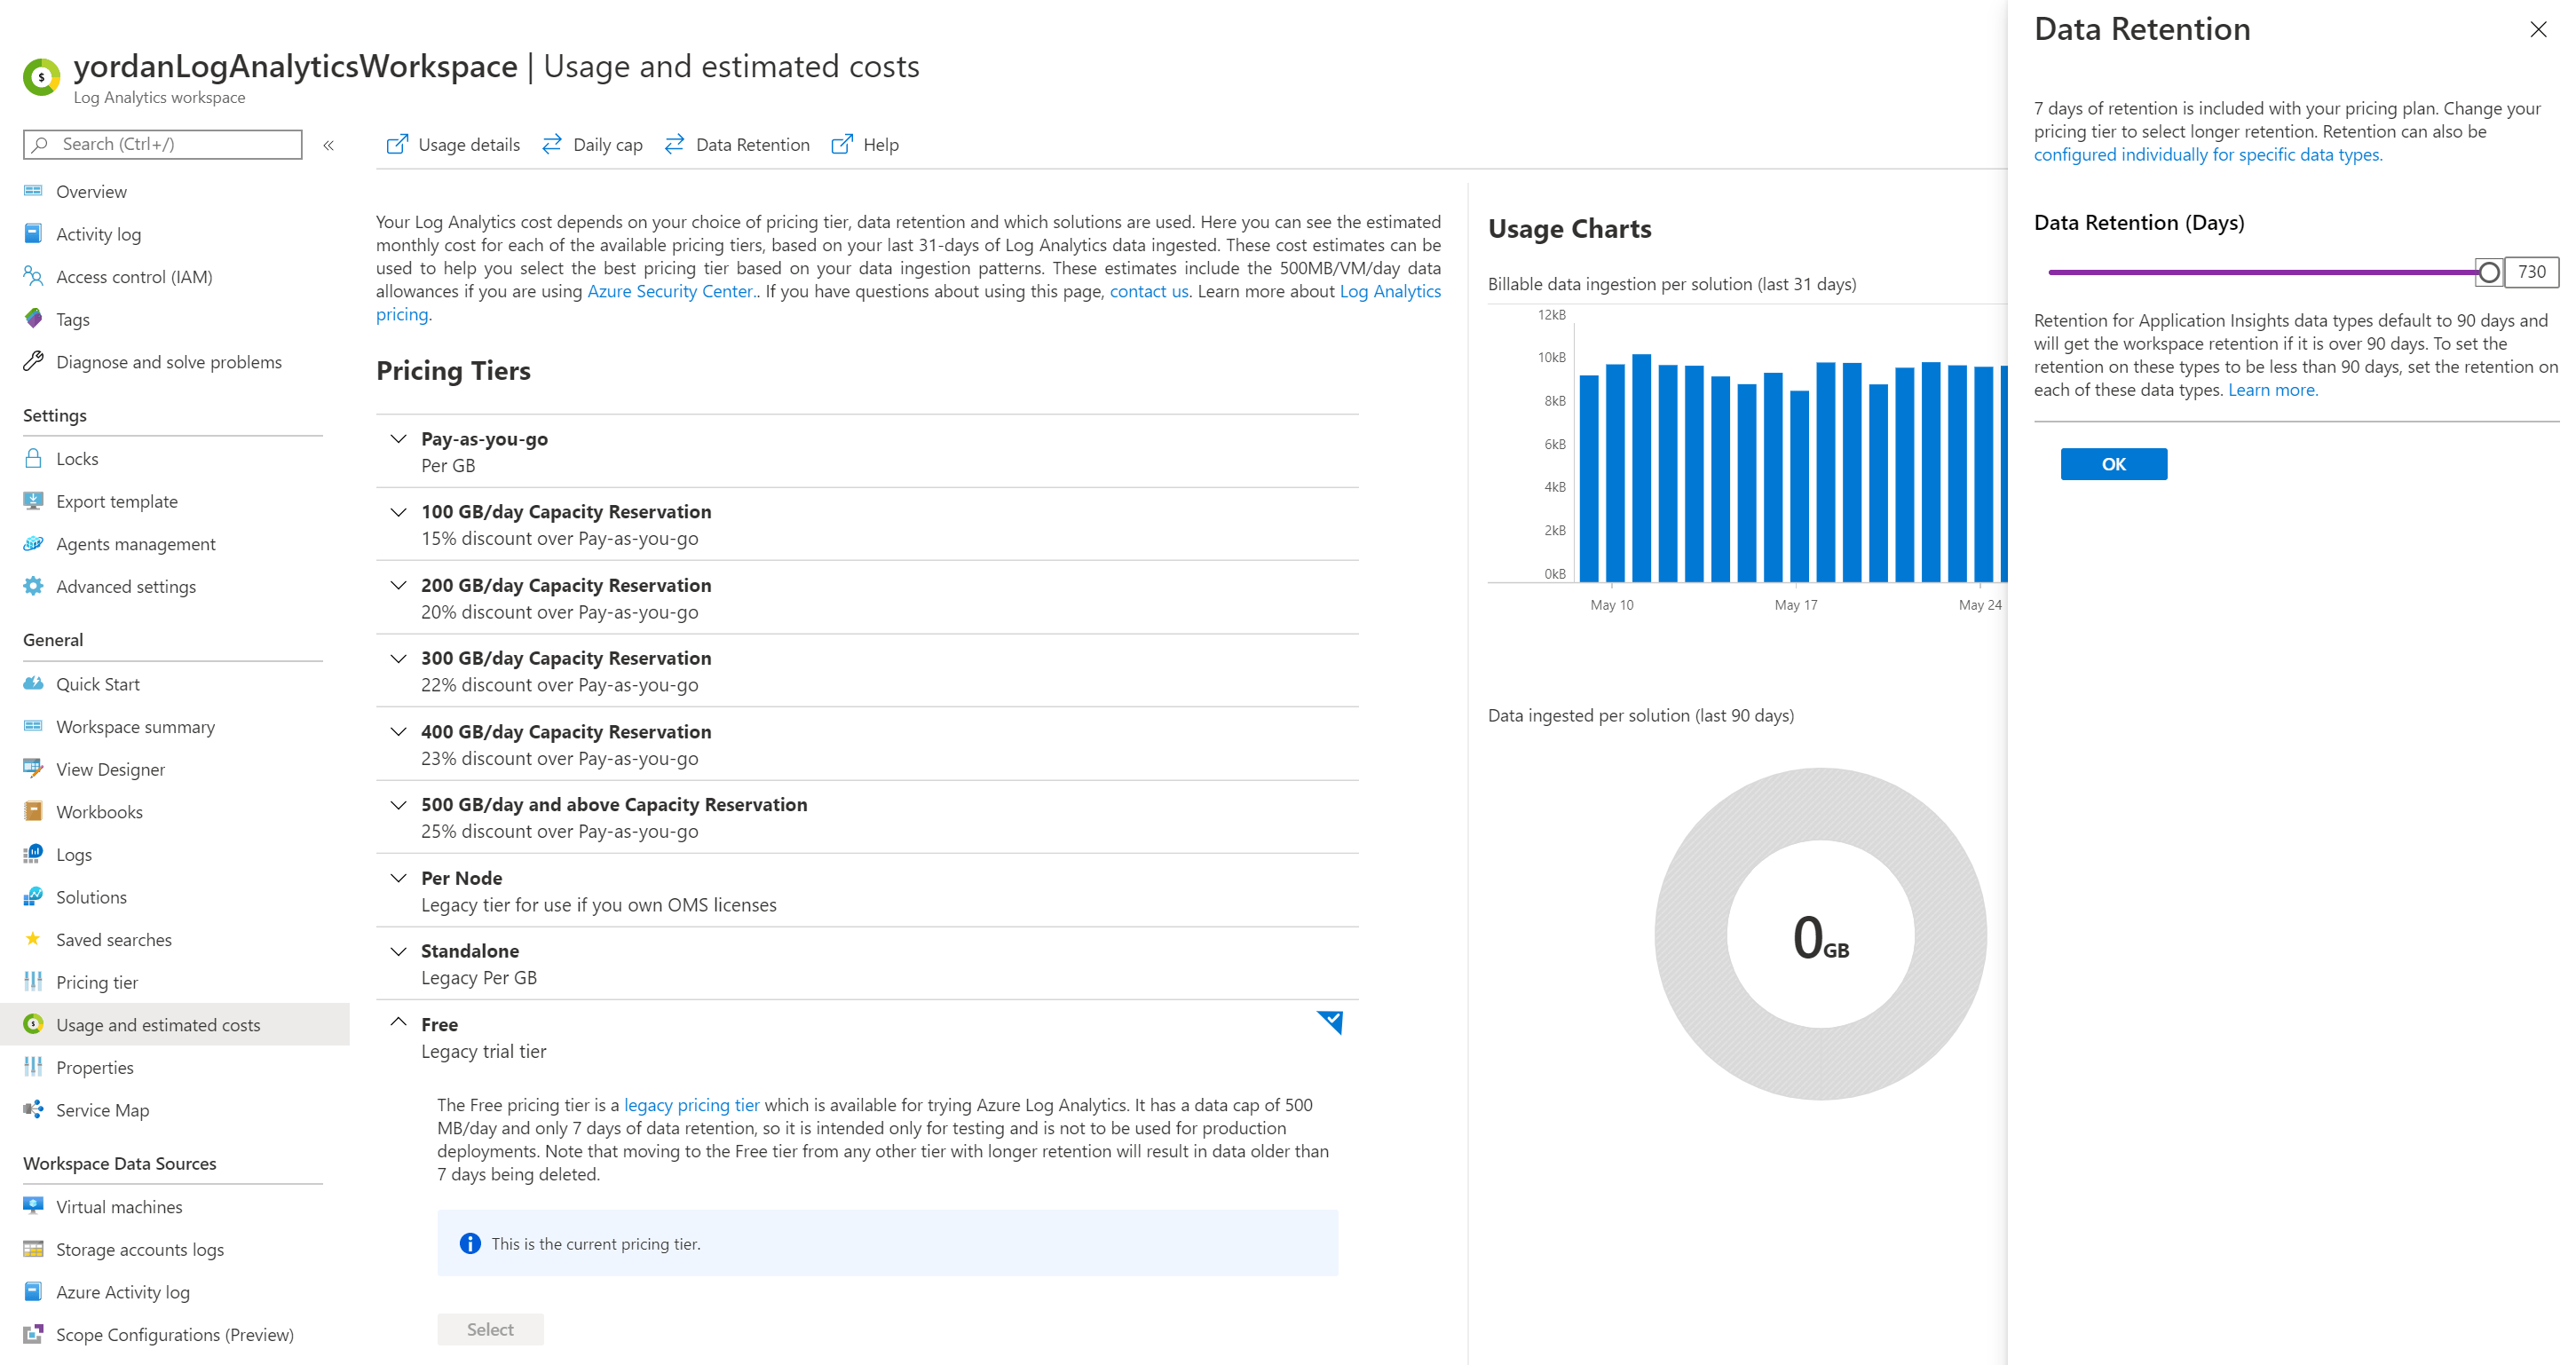 yordanLogAnalyticsWorkspace | Usage and estimated costs
Log Analytics workspace
Search (Ctrl+/)
«
Overview
Activity log
Access control (IAM)
Tags
Diagnose and solve problems
Settings
Locks
Export template
Agents management
Advanced settings
General
Quick Start
Workspace summary
View Designer
Workbooks
Logs
Solutions
Saved searches
Pricing tier
Usage and estimated costs
Properties
Service Map
Workspace Data Sources
Virtual machines
Storage accounts logs
Azure Activity log
Scope Configurations (Preview)
Usage details
Daily cap
Data Retention
Help
Your Log Analytics cost depends on your choice of pricing tier, data retention and which solutions are used. Here you can see the estimated
monthly cost for each of the available pricing tiers, based on your last 31-days of Log Analytics data ingested. These cost estimates can be
used to help you select the best pricing tier based on your data ingestion patterns. These estimates include the 500MB/VM/day data
allowances if you are using Azure Security Center.. If you have questions about using this page, contact us. Learn more about Log Analytics
pricing.
Pricing Tiers
Pay-as-you-go
Per GB
100 GB/day Capacity Reservation
15% discount over Pay-as-you-go
200 GB/day Capacity Reservation
20% discount over Pay-as-you-go
300 GB/day Capacity Reservation
22% discount over Pay-as-you-go
400 GB/day Capacity Reservation
23% discount over Pay-as-you-go
500 GB/day and above Capacity Reservation
25% discount over Pay-as-you-go
Per Node
Legacy tier for use if you own OMS licenses
Standalone
Legacy Per GB
Free
Legacy trial tier
The Free pricing tier is a legacy pricing tier which is available for trying Azure Log Analytics. It has a data cap of 500
MB/day and only 7 days of data retention, so it is intended only for testing and is not to be used for production
deployments. Note that moving to the Free tier from any other tier with longer retention will result in data older than
7 days being deleted.
This is the current pricing tier.
Select
Usage Charts
Billable data ingestion per solution (last 31 days)
12kB
10kB
8kB
6kB
4kB
2kB
0kB
May 10
May 17
May 24
Data ingested per solution (last 90 days)
0GB
Data Retention
7 days of retention is included with your pricing plan. Change your
pricing tier to select longer retention. Retention can also be
configured individually for specific data types.
Data Retention (Days)
730
Retention for Application Insights data types default to 90 days and
will get the workspace retention if it is over 90 days. To set the
retention on these types to be less than 90 days, set the retention on
each of these data types. Learn more.
OK